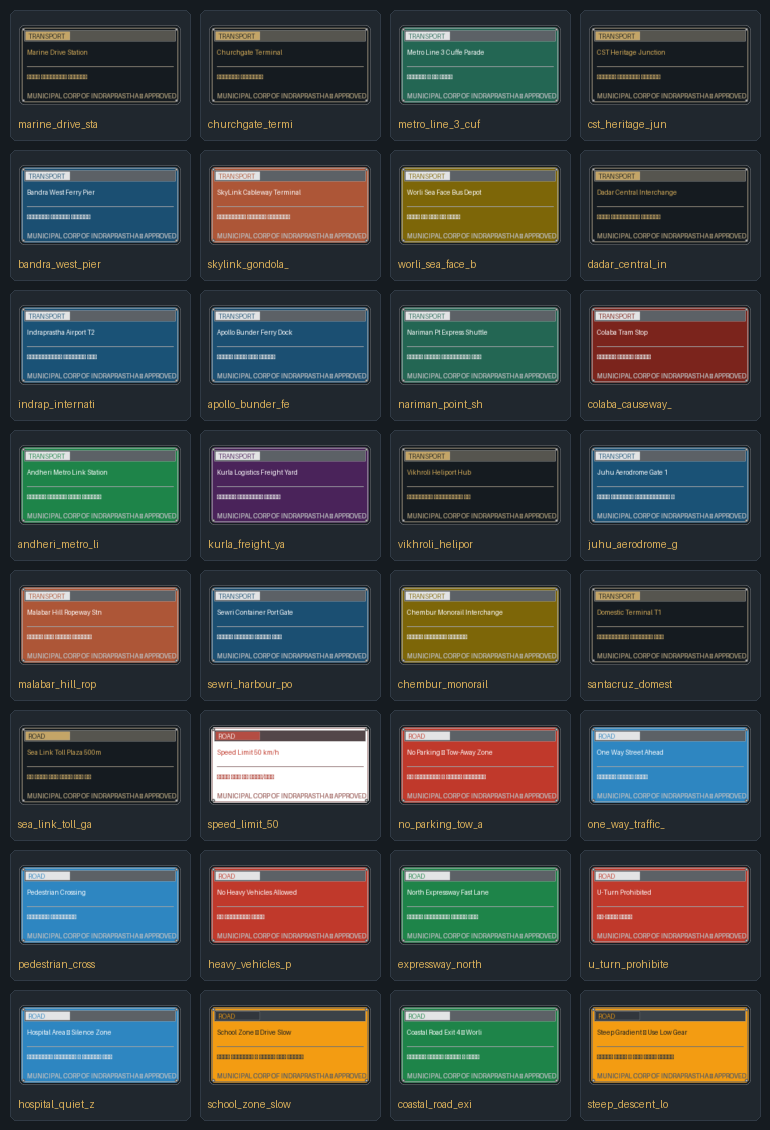 TRANSPORT
Marine Drive Station
MUNICIPAL CORP OF INDRAPRASTHA APPROVED
marine_drive_sta
TRANSPORT
Churchgate Terminal
MUNICIPAL CORP OF INDRAPRASTHA APPROVED
churchgate_termi
TRANSPORT
Metro Line 3 Cuffe Parade
MUNICIPAL CORP OF INDRAPRASTHA APPROVED
metro_line_3_cuf
TRANSPORT
CST Heritage Junction
MUNICIPAL CORP OF INDRAPRASTHA APPROVED
cst_heritage_jun
TRANSPORT
Bandra West Ferry Pier
MUNICIPAL CORP OF INDRAPRASTHA APPROVED
bandra_west_pier
TRANSPORT
SkyLink Cableway Terminal
MUNICIPAL CORP OF INDRAPRASTHA APPROVED
skylink_gondola_
TRANSPORT
Worli Sea Face Bus Depot
MUNICIPAL CORP OF INDRAPRASTHA APPROVED
worli_sea_face_b
TRANSPORT
Dadar Central Interchange
MUNICIPAL CORP OF INDRAPRASTHA APPROVED
dadar_central_in
TRANSPORT
Indraprastha Airport T2
MUNICIPAL CORP OF INDRAPRASTHA APPROVED
indrap_internati
TRANSPORT
Apollo Bunder Ferry Dock
MUNICIPAL CORP OF INDRAPRASTHA APPROVED
apollo_bunder_fe
TRANSPORT
Nariman Pt Express Shuttle
MUNICIPAL CORP OF INDRAPRASTHA APPROVED
nariman_point_sh
TRANSPORT
Colaba Tram Stop
MUNICIPAL CORP OF INDRAPRASTHA APPROVED
colaba_causeway_
TRANSPORT
Andheri Metro Link Station
MUNICIPAL CORP OF INDRAPRASTHA APPROVED
andheri_metro_li
TRANSPORT
Kurla Logistics Freight Yard
MUNICIPAL CORP OF INDRAPRASTHA APPROVED
kurla_freight_ya
TRANSPORT
Vikhroli Heliport Hub
MUNICIPAL CORP OF INDRAPRASTHA APPROVED
vikhroli_helipor
TRANSPORT
Juhu Aerodrome Gate 1
MUNICIPAL CORP OF INDRAPRASTHA APPROVED
juhu_aerodrome_g
TRANSPORT
Malabar Hill Ropeway Stn
MUNICIPAL CORP OF INDRAPRASTHA APPROVED
malabar_hill_rop
TRANSPORT
Sewri Container Port Gate
MUNICIPAL CORP OF INDRAPRASTHA APPROVED
sewri_harbour_po
TRANSPORT
Chembur Monorail Interchange
MUNICIPAL CORP OF INDRAPRASTHA APPROVED
chembur_monorail
TRANSPORT
Domestic Terminal T1
MUNICIPAL CORP OF INDRAPRASTHA APPROVED
santacruz_domest
ROAD
Sea Link Toll Plaza 500m
MUNICIPAL CORP OF INDRAPRASTHA APPROVED
sea_link_toll_ga
ROAD
Speed Limit 50 km/h
MUNICIPAL CORP OF INDRAPRASTHA APPROVED
speed_limit_50
ROAD
No Parking Tow-Away Zone
MUNICIPAL CORP OF INDRAPRASTHA APPROVED
no_parking_tow_a
ROAD
One Way Street Ahead
MUNICIPAL CORP OF INDRAPRASTHA APPROVED
one_way_traffic_
ROAD
Pedestrian Crossing
MUNICIPAL CORP OF INDRAPRASTHA APPROVED
pedestrian_cross
ROAD
No Heavy Vehicles Allowed
MUNICIPAL CORP OF INDRAPRASTHA APPROVED
heavy_vehicles_p
ROAD
North Expressway Fast Lane
MUNICIPAL CORP OF INDRAPRASTHA APPROVED
expressway_north
ROAD
U-Turn Prohibited
MUNICIPAL CORP OF INDRAPRASTHA APPROVED
u_turn_prohibite
ROAD
Hospital Area Silence Zone
MUNICIPAL CORP OF INDRAPRASTHA APPROVED
hospital_quiet_z
ROAD
School Zone Drive Slow
MUNICIPAL CORP OF INDRAPRASTHA APPROVED
school_zone_slow
ROAD
Coastal Road Exit 4 Worli
MUNICIPAL CORP OF INDRAPRASTHA APPROVED
coastal_road_exi
ROAD
Steep Gradient Use Low Gear
MUNICIPAL CORP OF INDRAPRASTHA APPROVED
steep_descent_lo